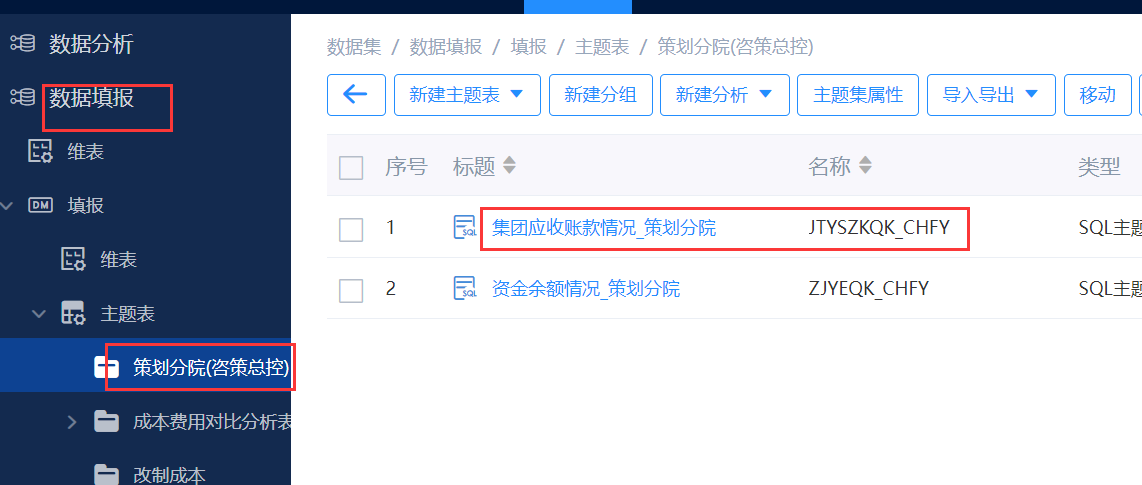 数据分析
数据填报
维表
填报
维表
主题表
策划分院(咨策总控)
成本费用对比分析表
改制成本
数据集 / 数据填报 / 填报 / 主题表 / 策划分院(咨策总控)
新建主题表 新建分组 新建分析 主题集属性 导入导出 移动
序号 标题 名称 类型
1 SQL 集团应收账款情况_策划分院 JTYSZKQK_CHFY SQL主题
2 SQL 资金余额情况_策划分院 ZJYEQK_CHFY SQL主题